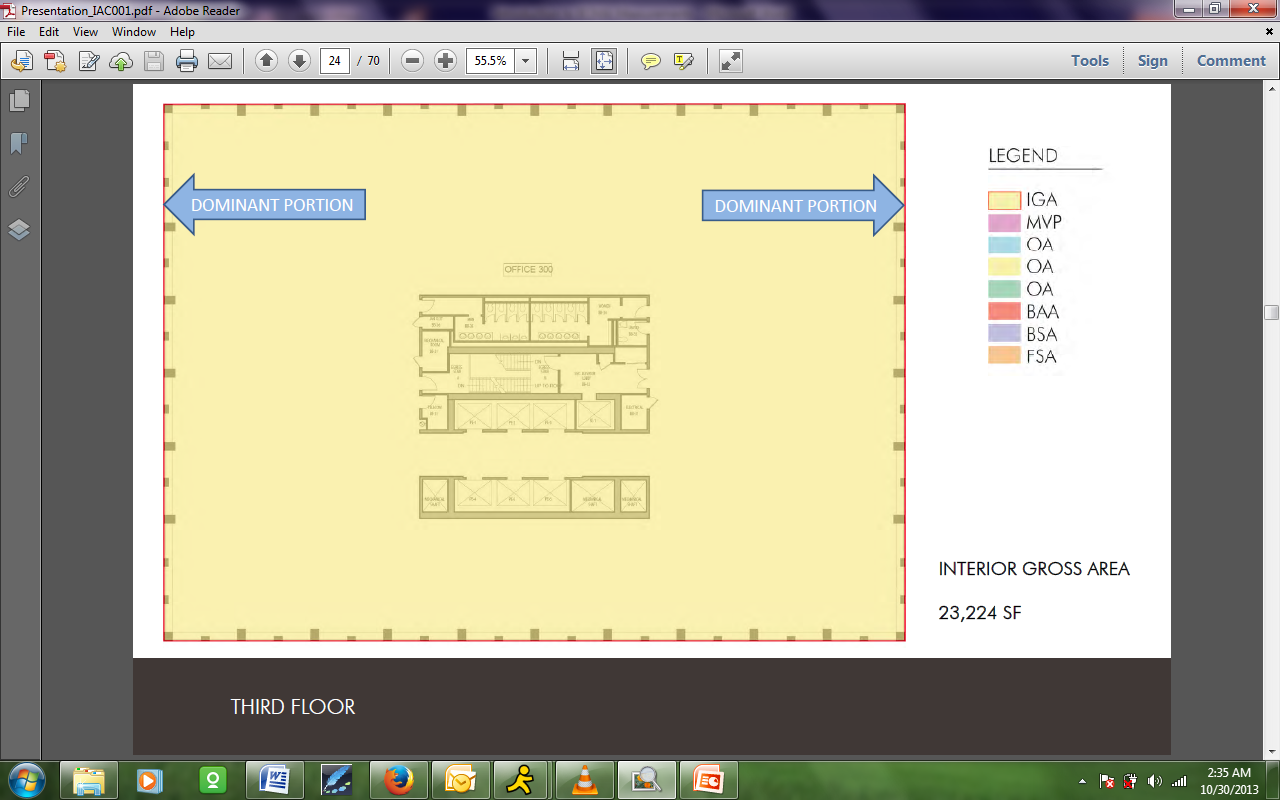 Presentation_IAC001.pdf - Adobe Reader
File Edit View Window Help
24 / 70 55.5% Tools Sign Comment
LEGEND
IGA
MVP
OA
OA
OA
BAA
BSA
FSA
DOMINANT PORTION DOMINANT PORTION
OFFICE 300
INTERIOR GROSS AREA
23,224 SF
THIRD FLOOR
2:35 AM
10/30/2013